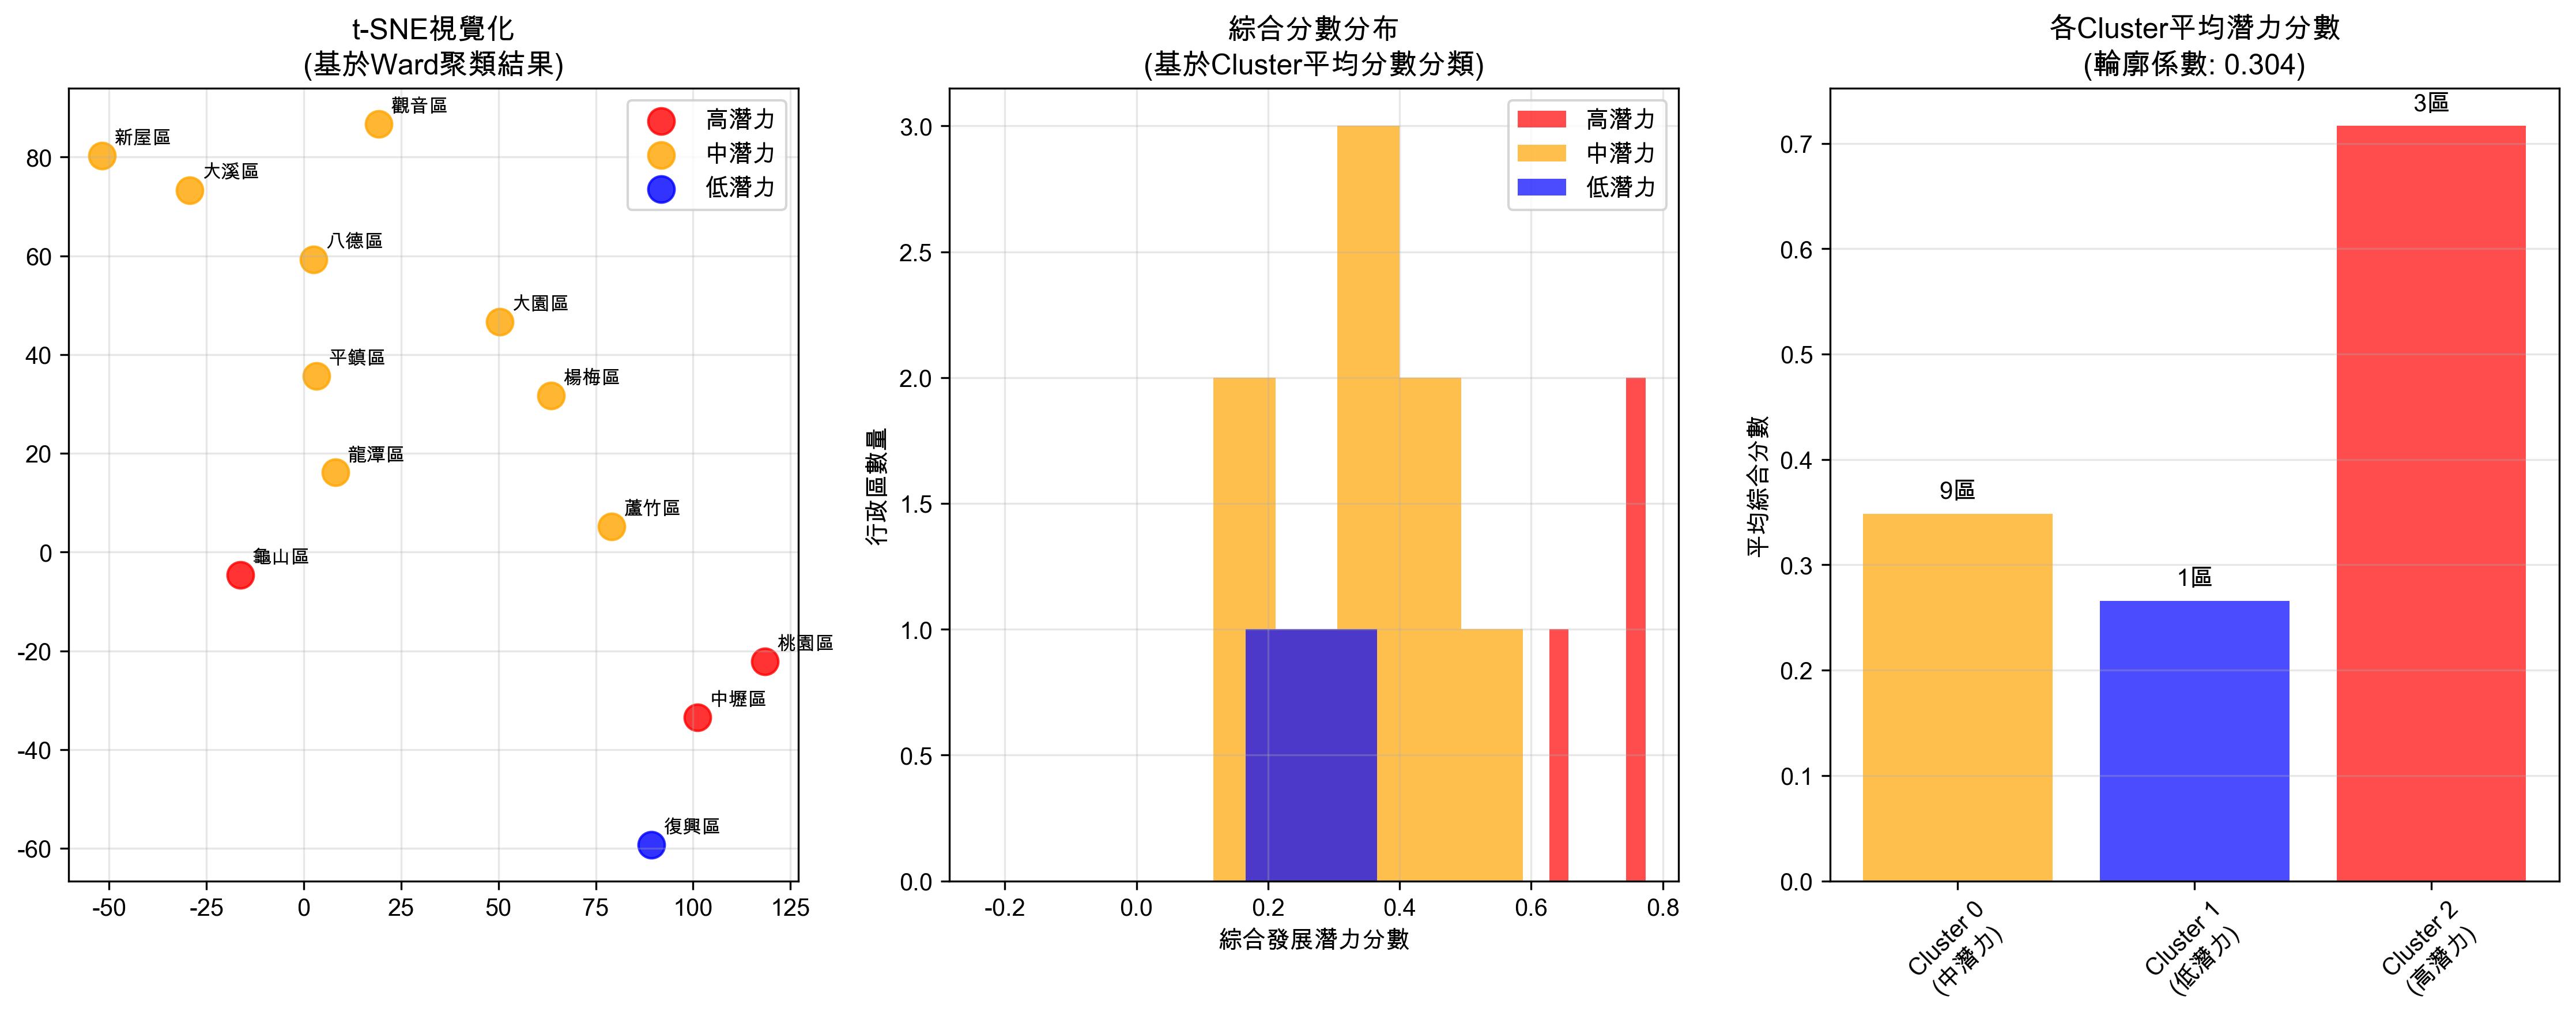 t-SNE視覺化
(基於Ward聚類結果)
高潛力
中潛力
低潛力
觀音區
新屋區
大溪區
八德區
大園區
平鎮區
楊梅區
龍潭區
蘆竹區
龜山區
桃園區
中壢區
復興區
80
60
40
20
0
-20
-40
-60
-50
-25
0
25
50
75
100
125
綜合分數分布
(基於Cluster平均分數分類)
高潛力
中潛力
低潛力
行政區數量
3.0
2.5
2.0
1.5
1.0
0.5
0.0
-0.2
0.0
0.2
0.4
0.6
0.8
綜合發展潛力分數
各Cluster平均潛力分數
(輪廓係數: 0.304)
平均綜合分數
0.7
0.6
0.5
0.4
0.3
0.2
0.1
0.0
9區
1區
3區
Cluster 0
(中潛力)
Cluster 1
(低潛力)
Cluster 2
(高潛力)